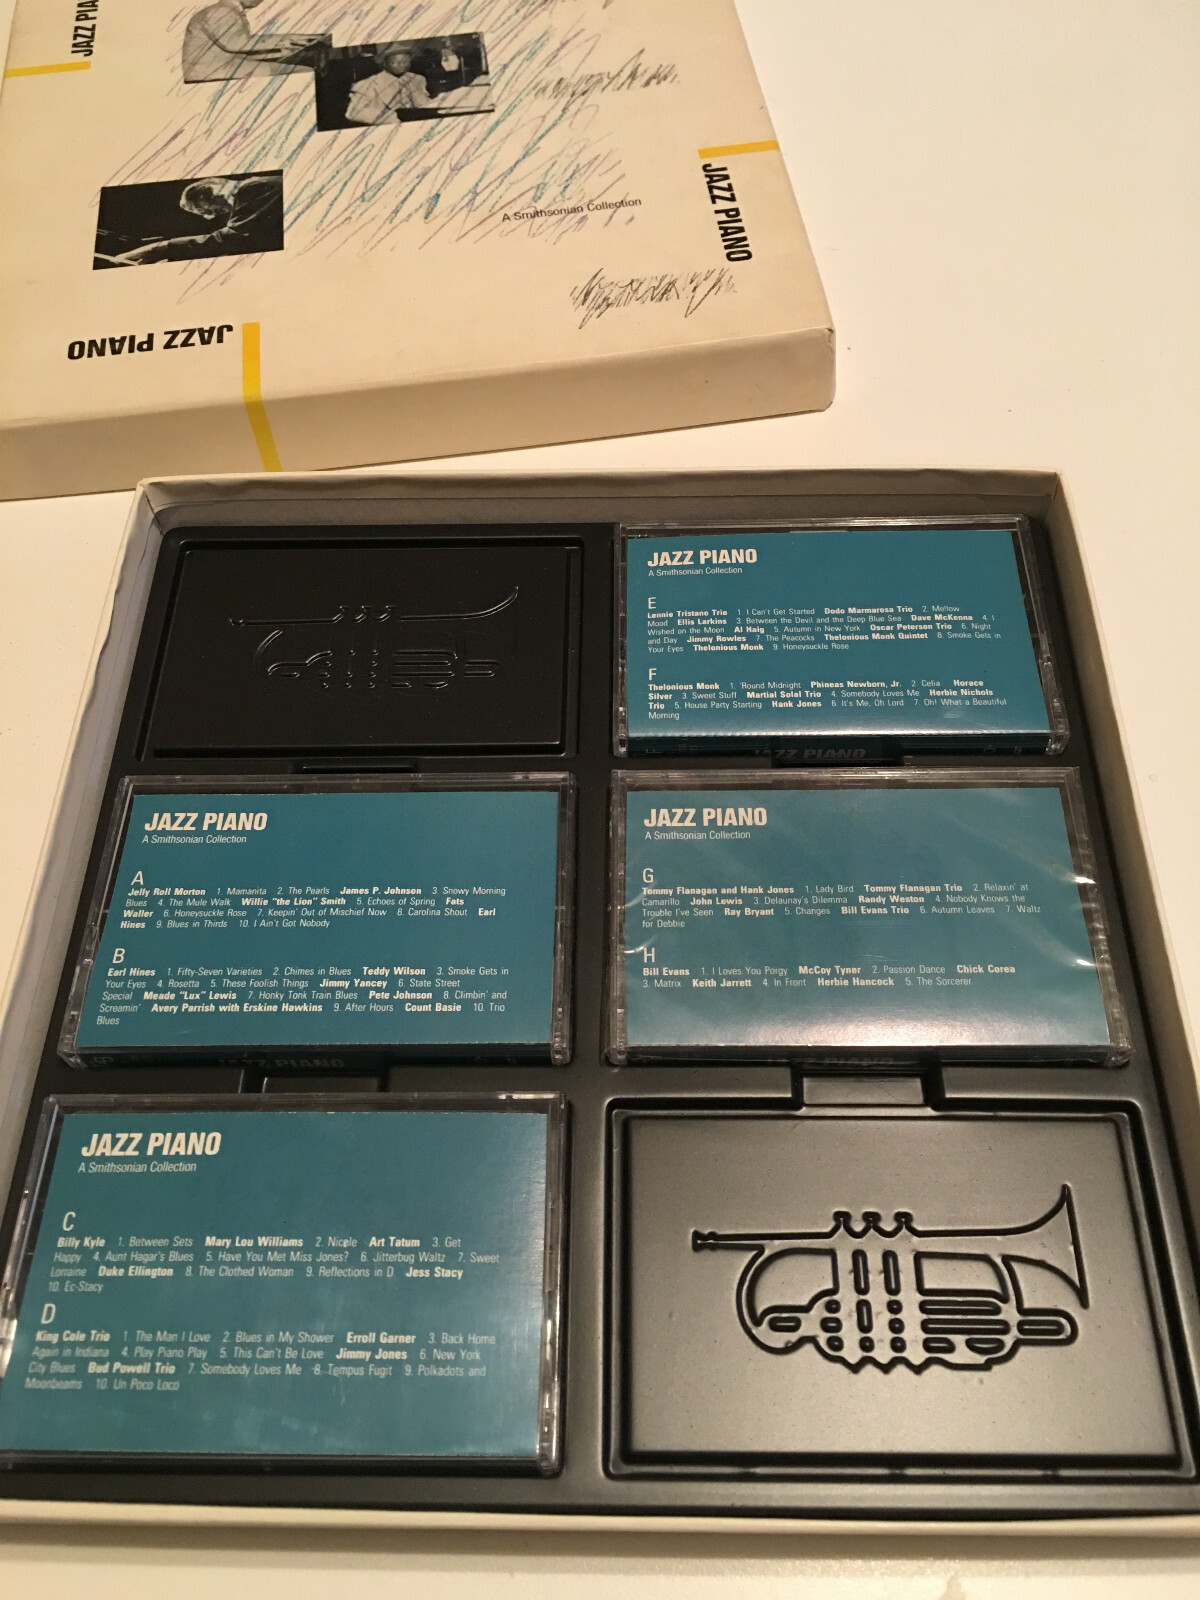 JAZZ PIA
A Smithsonian Collection
JAZZ PIANO
JAZZ PIANO
JAZZ PIANO
A Smithsonian Collection
E
Lennie Tristano Trio 1. I Can't Get Started Dodo Marmarosa Trio 2. Mellow
Mood Ellis Larkins 3. Between the Devil and the Deep Blue Sea Dave McKenna 4. I
Wished on the Moon Al Haig 5. Autumn in New York Oscar Peterson Trio 6. Night
and Day Jimmy Rowles 7. The Peacocks Thelonious Monk Quintet 8. Smoke Gets in
Your Eyes Thelonious Monk 9. Honeysuckle Rose
F
Thelonious Monk 1. 'Round Midnight Phineas Newborn, Jr. 2 Celia Horace
Silver 3. Sweet Stuff Martial Solal Trio 4. Somebody Loves Me Herbie Nichols
Trio 5. House Party Starting Hank Jones 6. It's Me, Oh Lord 7. Oh! What a Beautiful
Morning
JAZZ PIANO
JAZZ PIANO
A Smithsonian Collection
A
Jelly Roll Morton 1. Mamanita 2. The Pearls James P. Johnson 3. Snowy Morning
Blues 4. The Mule Walk Willie "the Lion" Smith 5. Echoes of Spring Fats
Waller 6. Honeysuckle Rose 7. Keepin' Out of Mischief Now 8. Carolina Shout Earl
Hines 9. Blues in Thirds 10. I Ain't Got Nobody
B
Earl Hines 1. Fifty-Seven Varieties 2. Chimes in Blues Teddy Wilson 3. Smoke Gets in
Your Eyes 4. Rosetta 5. These Foolish Things Jimmy Yancey 6. State Street
Special Meade "Lux" Lewis 7. Honky Tonk Train Blues Pete Johnson 8. Climbin' and
Screamin' Avery Parrish with Erskine Hawkins 9. After Hours Count Basie 10. Trio
Blues
JAZZ PIANO
JAZZ PIANO
A Smithsonian Collection
G
Tommy Flanagan and Hank Jones 1. Lady Bird Tommy Flanagan Trio 2. Relaxin' at
Camarillo John Lewis 3. Delaunay's Dilemma Randy Weston 4. Nobody Knows the
Trouble I've Seen Ray Bryant 5. Changes Bill Evans Trio 6. Autumn Leaves 7. Waltz
for Debbie
H
Bill Evans 1. I Loves You Porgy McCoy Tyner 2. Passion Dance Chick Corea
3. Matrix Keith Jarrett 4. In Front Herbie Hancock 5. The Sorcerer
JAZZ PIANO
JAZZ PIANO
A Smithsonian Collection
C
Billy Kyle 1. Between Sets Mary Lou Williams 2. Nicele Art Tatum 3. Get
Happy 4. Aunt Hagar's Blues 5. Have You Met Miss Jones? 6. Jitterbug Waltz 7. Sweet
Lorraine Duke Ellington 8. The Clothed Woman 9. Reflections in D Jess Stacy
10. Ec-Stacy
D
King Cole Trio 1. The Man I Love 2. Blues in My Shower Erroll Garner 3. Back Home
Again in Indiana 4. Play Piano Play 5. This Can't Be Love Jimmy Jones 6. New York
City Blues Bud Powell Trio 7. Somebody Loves Me 8. Tempus Fugit 9. Polkadots and
Moonbeams 10. Un Poco Loco